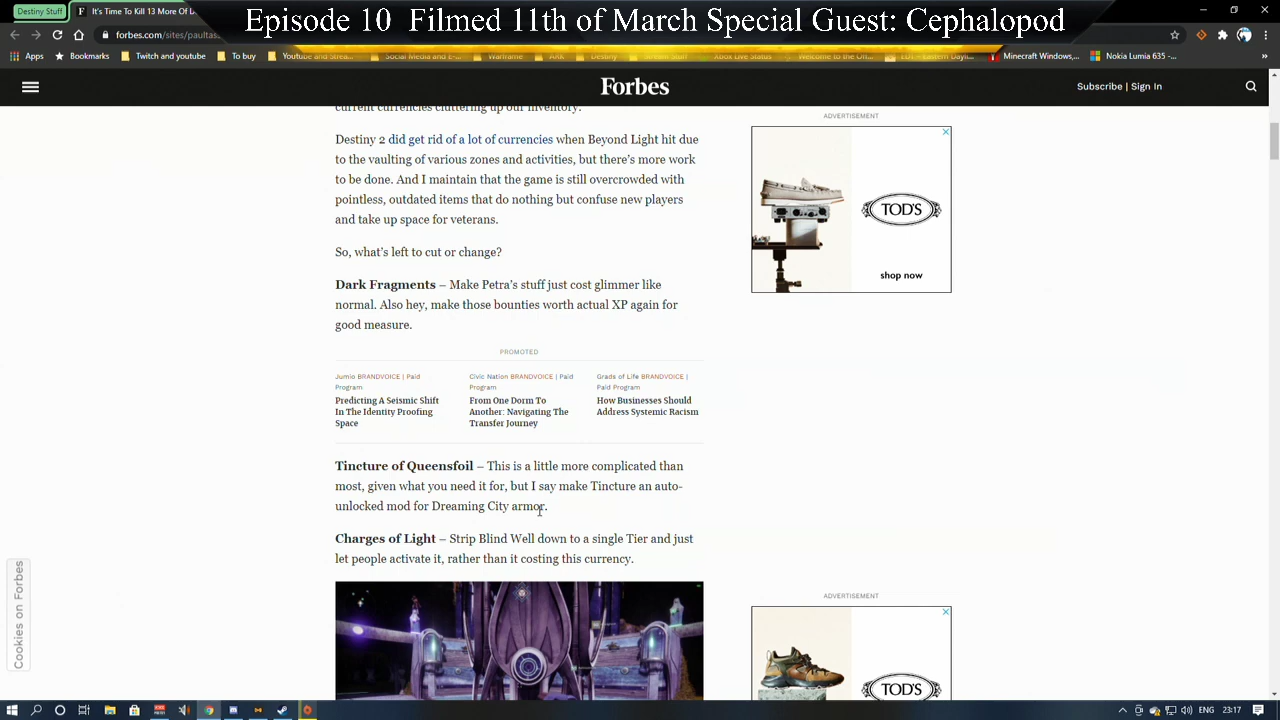 Episode 10 Filmed 11th of March Special Guest: Cephalopod
Destiny Small
It's Time To Kill 13 More Of D
forbes.com/sites/paultas
Apps
Bookmarks
Twitch and youtube
To buy
Youtube and Strea...
Social Media and E-...
Warframe
ARK
Destiny
Xbox Live Status
Welcome to the Oh...
Minecraft Windows,...
Nokia Lumia 635 -...
»
Forbes
Subscribe | Sign In
current currencies cluttering up our inventory.
Destiny 2 did get rid of a lot of currencies when Beyond Light hit due
to the vaulting of various zones and activities, but there's more work
to be done. And I maintain that the game is still overcrowded with
pointless, outdated items that do nothing but confuse new players
and take up space for veterans.
So, what's left to cut or change?
Dark Fragments – Make Petra's stuff just cost glimmer like
normal. Also hey, make those bounties worth actual XP again for
good measure.
PROMOTED
Jumio BRANDVOICE | Paid
Program
Predicting A Seismic Shift
In The Identity Proofing
Space
Civic Nation BRANDVOICE | Paid
Program
From One Dorm To
Another: Navigating The
Transfer Journey
Grads of Life BRANDVOICE |
Paid Program
How Businesses Should
Address Systemic Racism
Tincture of Queensfoil – This is a little more complicated than
most, given what you need it for, but I say make Tincture an auto-
unlocked mod for Dreaming City armor.
Charges of Light – Strip Blind Well down to a single Tier and just
let people activate it, rather than it costing this currency.
ADVERTISEMENT
TOD'S
shop now
ADVERTISEMENT
TOD'S
Cookies on Forbes
ENG
23:17